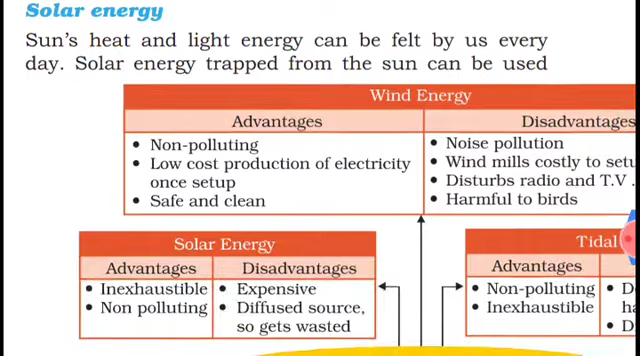 Solar energy
Sun's heat and light energy can be felt by us every
day. Solar energy trapped from the sun can be used
Wind Energy
Advantages
• Non-polluting
• Low cost production of electricity
once setup
• Safe and clean
Disadvantages
• Noise pollution
• Wind mills costly to setu
• Disturbs radio and T.V.
• Harmful to birds
Solar Energy
Advantages
• Inexhaustible
• Non polluting
Disadvantages
• Expensive
• Diffused source,
so gets wasted
Tidal
Advantages
• Non-polluting
• Inexhaustible